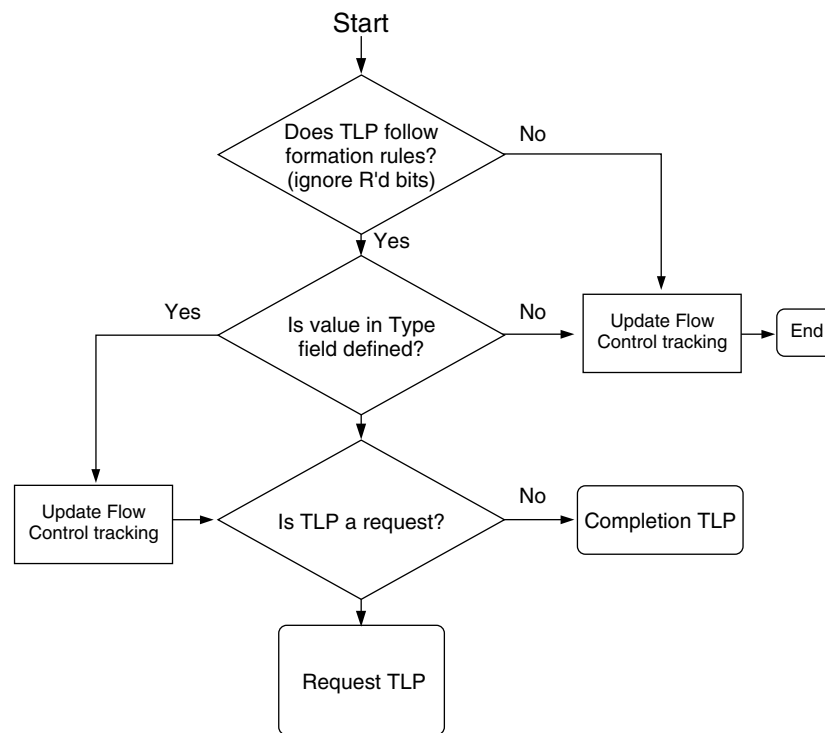 Start
Does TLP follow
formation rules?
(ignore R'd bits)
No
Yes
Yes
Is value in Type
field defined?
No
Update Flow
Control tracking
End
Update Flow
Control tracking
Is TLP a request?
No
Completion TLP
Request TLP